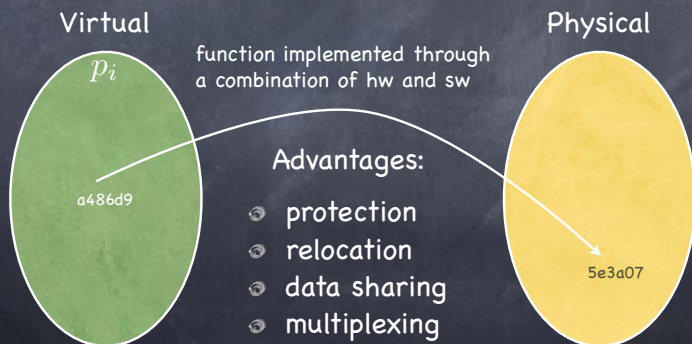 Virtual
Physical
p_i
function implemented through
a combination of hw and sw
a486d9
Advantages:
protection
relocation
data sharing
multiplexing
5e3a07